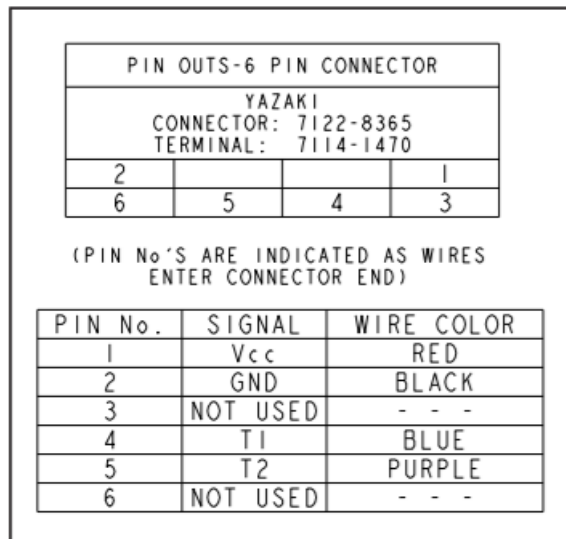 PIN OUTS-6 PIN CONNECTOR
YAZAKI
CONNECTOR: 7122-8365
TERMINAL: 7114-1470
2 1
6 5 4 3
(PIN No'S ARE INDICATED AS WIRES
ENTER CONNECTOR END)
PIN No. SIGNAL WIRE COLOR
1 Vcc RED
2 GND BLACK
3 NOT USED - - -
4 T1 BLUE
5 T2 PURPLE
6 NOT USED - - -